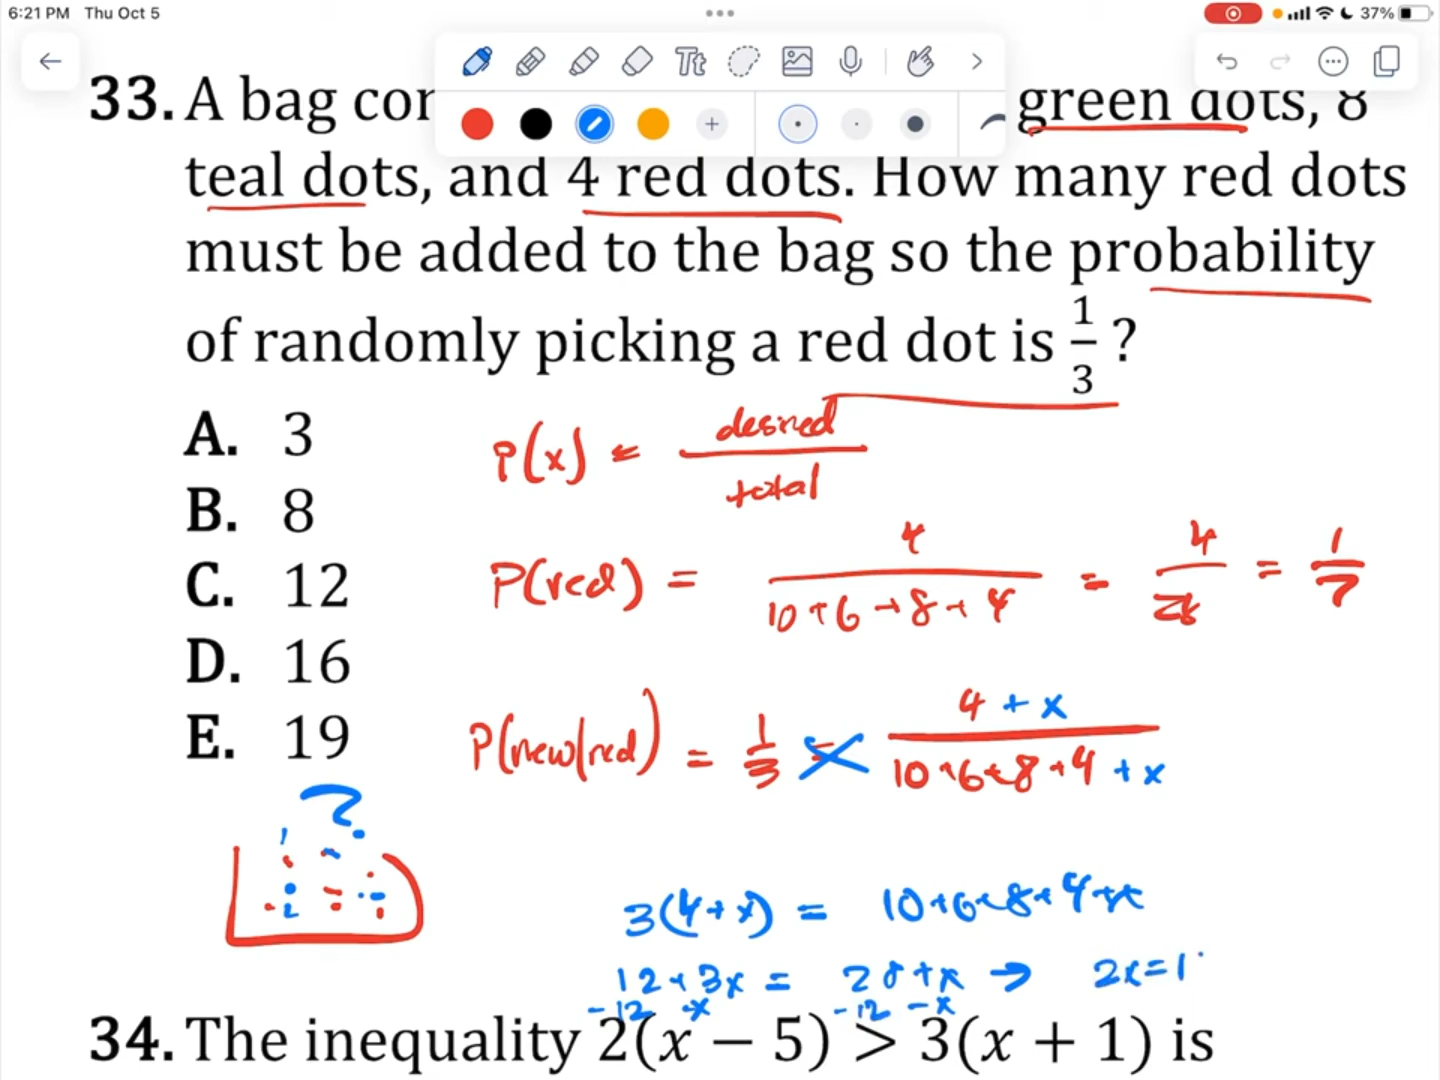 6:21 PM Thu Oct 5
37%
Tt
33. A bag con green dots, 8
teal dots, and 4 red dots. How many red dots
must be added to the bag so the probability
of randomly picking a red dot is 1/3 ?
A. 3
B. 8
C. 12
D. 16
E. 19
P(x) = desired/total
P(red) = 4/(10+6+8+4) = 4/28 = 1/7
P(new|red) = 1/3 = (4+x)/(10+6+8+4+x)
?
3(4+x) = 10+6+8+4+x
12+3x = 28+x → 2x=1
-12 -x -12 -x
34. The inequality 2(x − 5) > 3(x + 1) is